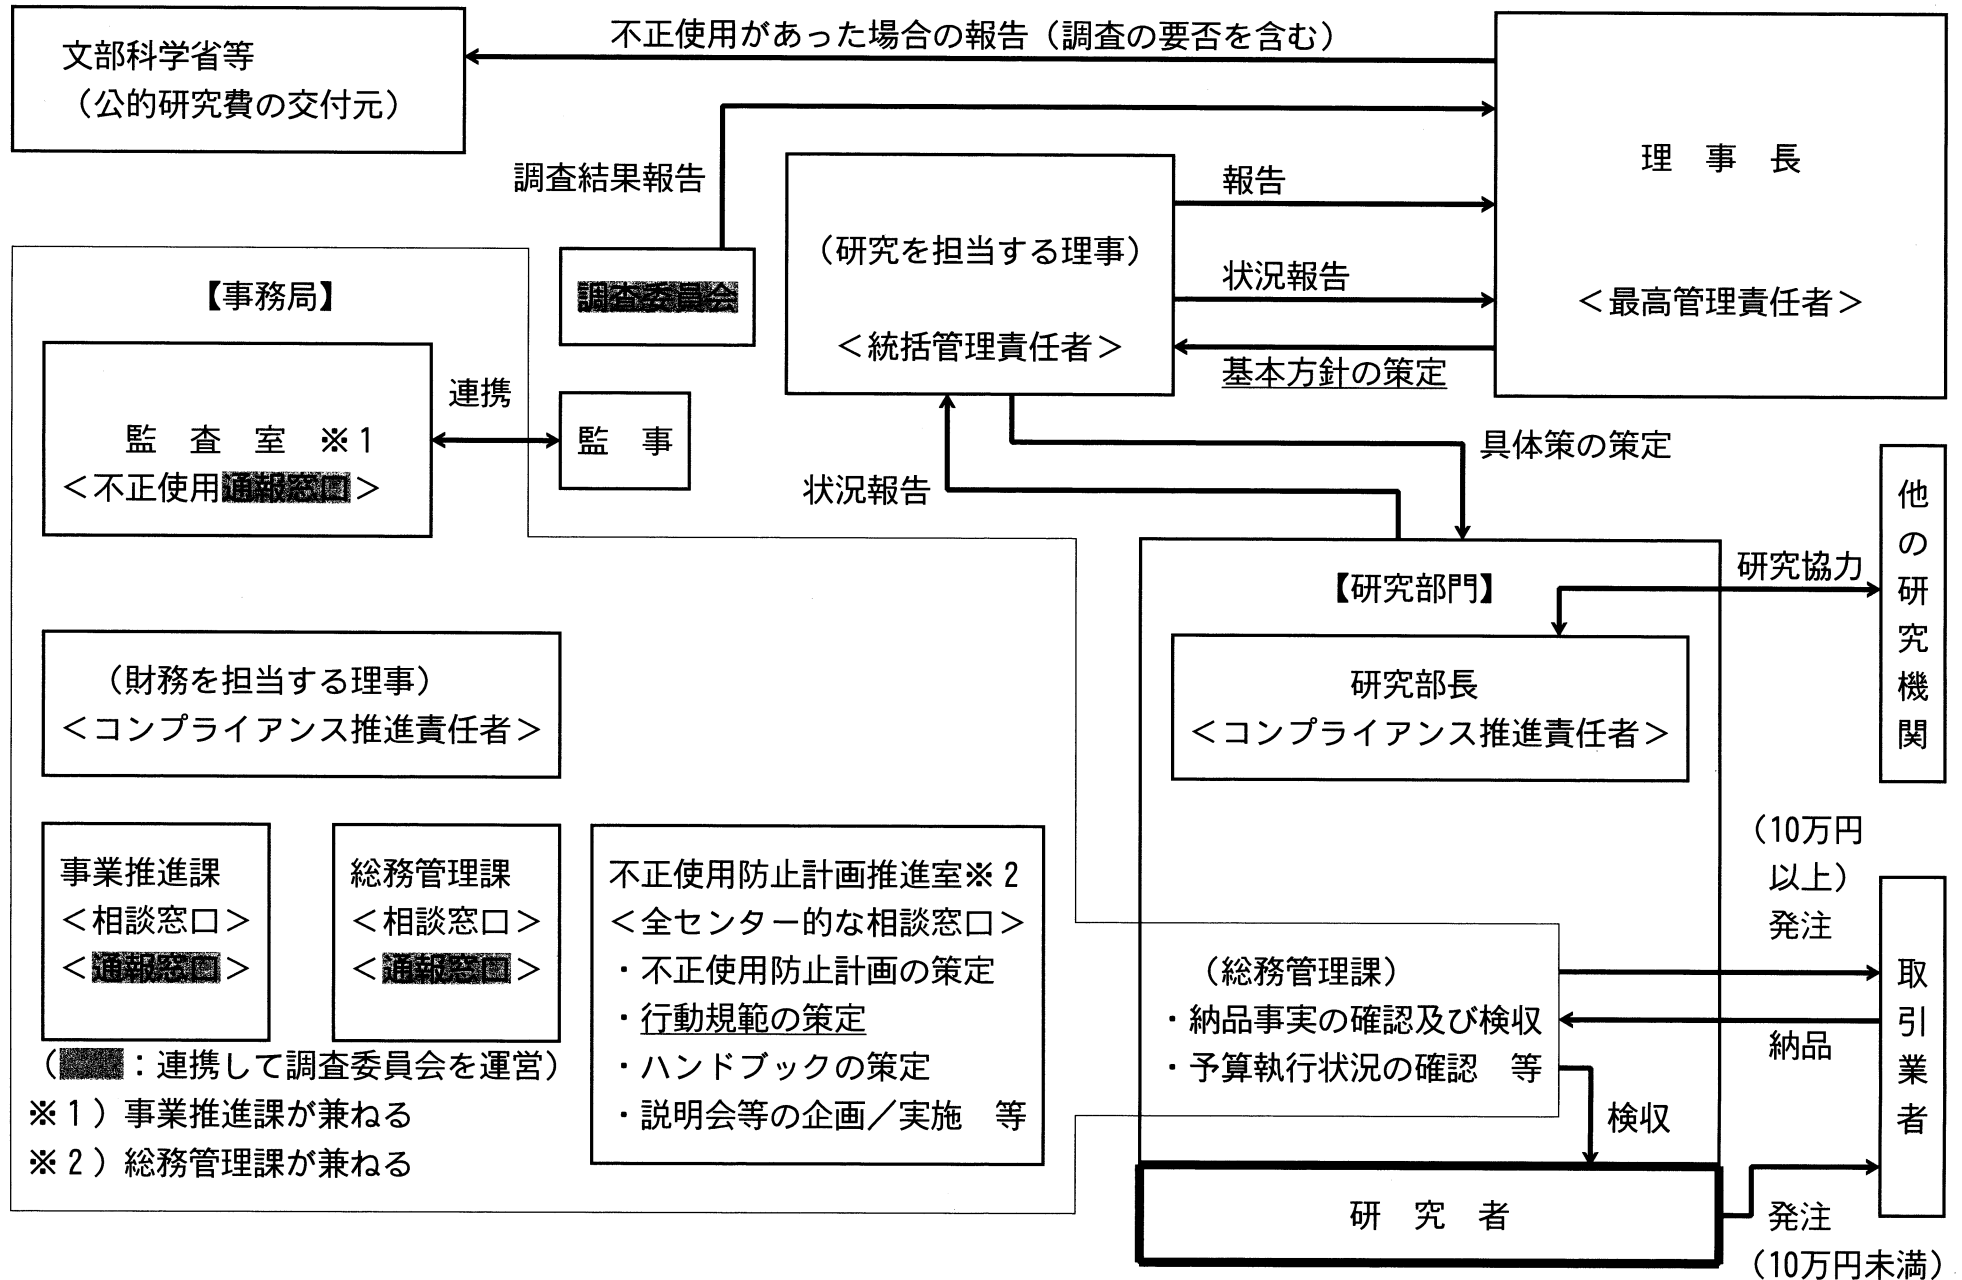 不正使用があった場合の報告（調査の要否を含む）
文部科学省等
（公的研究費の交付元）
理　事　長
＜最高管理責任者＞
調査結果報告
報告
（研究を担当する理事）
状況報告
＜統括管理責任者＞
基本方針の策定
【事務局】
調査委員会
連携
監　査　室　※1
＜不正使用通報窓口＞
監　事
具体策の策定
状況報告
他の研究機関
研究協力
【研究部門】
（財務を担当する理事）
＜コンプライアンス推進責任者＞
研究部長
＜コンプライアンス推進責任者＞
事業推進課
＜相談窓口＞
＜通報窓口＞
総務管理課
＜相談窓口＞
＜通報窓口＞
不正使用防止計画推進室※2
＜全センター的な相談窓口＞
・不正使用防止計画の策定
・行動規範の策定
・ハンドブックの策定
・説明会等の企画／実施　等
（総務管理課）
・納品事実の確認及び検収
・予算執行状況の確認　等
（10万円
以上）
発注
納品
取引業者
検収
（　　：連携して調査委員会を運営）
※1）事業推進課が兼ねる
※2）総務管理課が兼ねる
研　究　者
発注
（10万円未満）